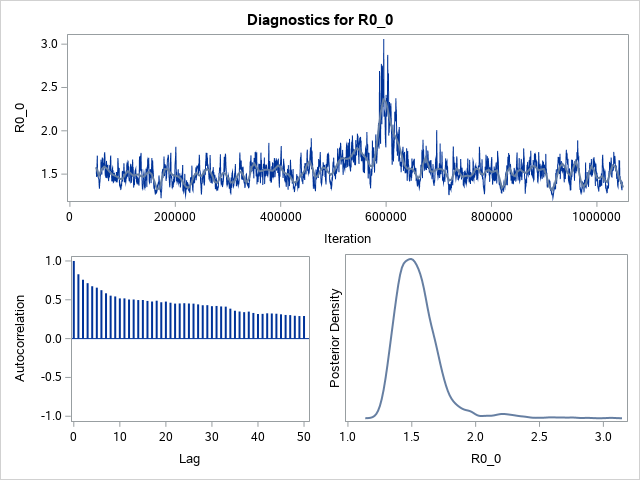 Diagnostics for R0_0
3.0
2.5
2.0
1.5
R0_0
0 200000 400000 600000 800000 1000000
Iteration
1.0
0.5
0.0
-0.5
-1.0
Autocorrelation
0 10 20 30 40 50
Lag
Posterior Density
1.0 1.5 2.0 2.5 3.0
R0_0